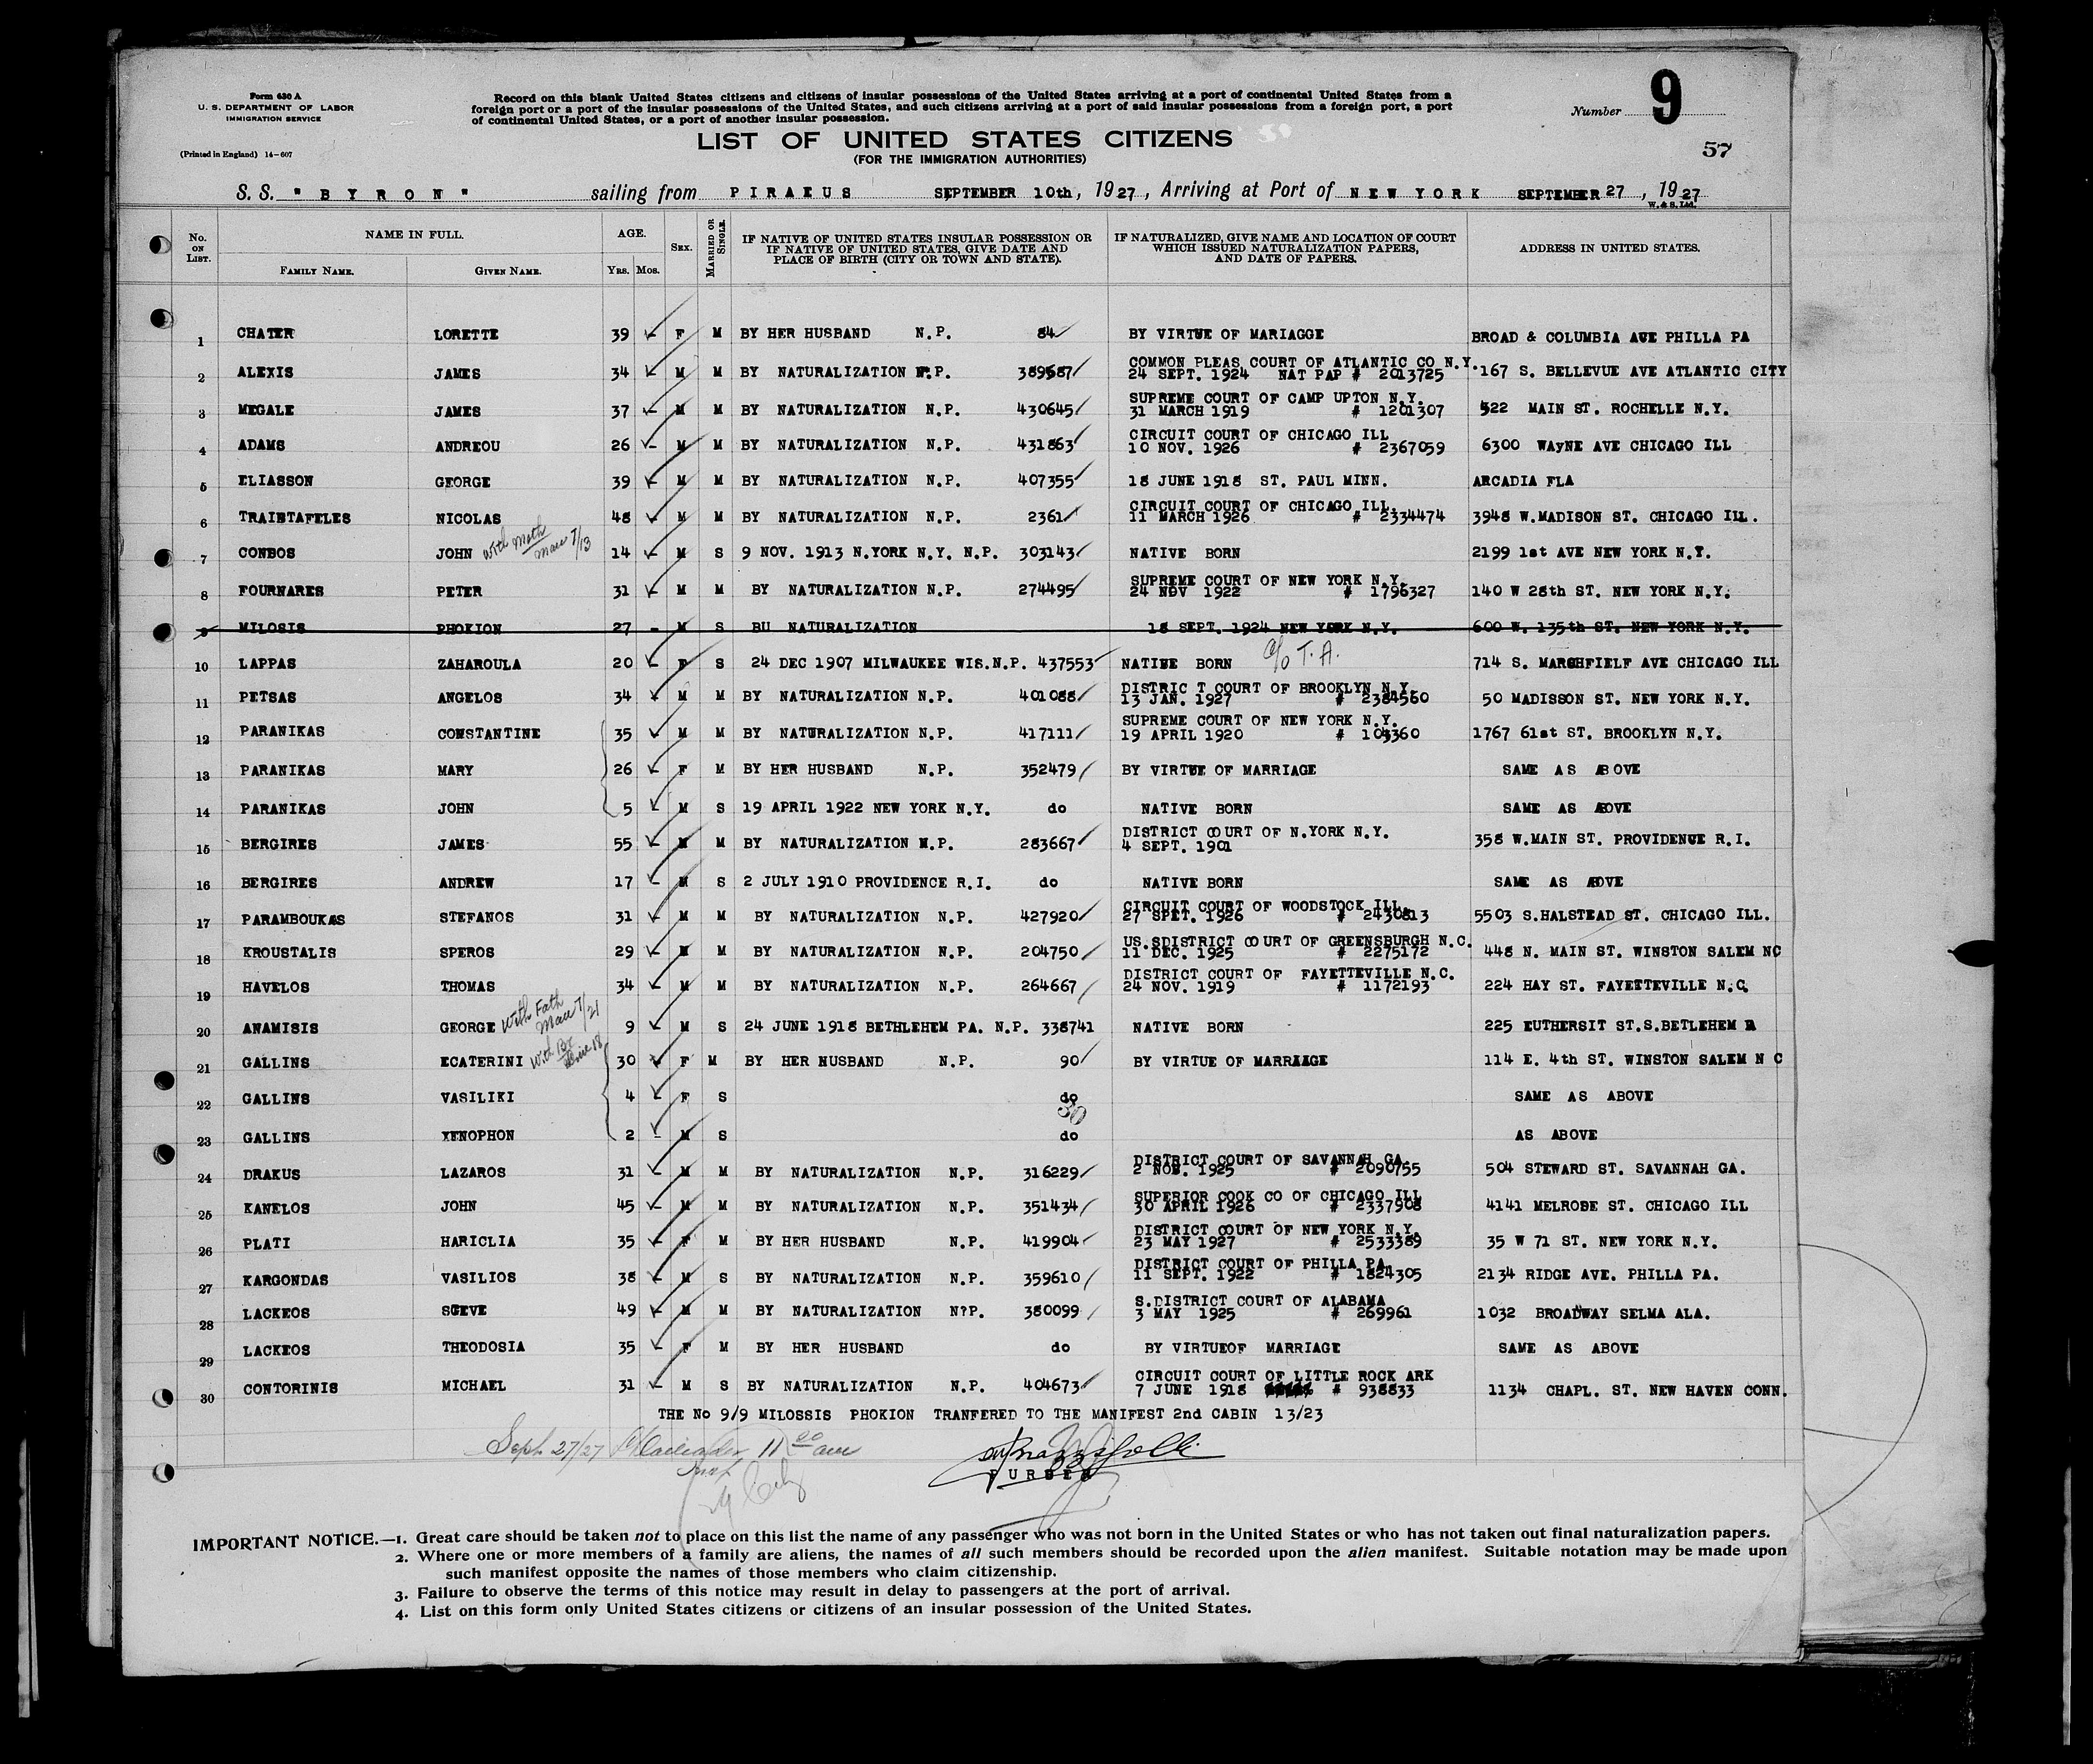 Form 630 A
U. S. DEPARTMENT OF LABOR
IMMIGRATION SERVICE
(Printed in England) 14-607
Record on this blank United States citizens and citizens of insular possessions of the United States arriving at a port of continental United States from a
foreign port or a port of the insular possessions of the United States, and such citizens arriving at a port of said insular possessions from a foreign port, a port
of continental United States, or a port of another insular possession.
Number 9
57
LIST OF UNITED STATES CITIZENS
(FOR THE IMMIGRATION AUTHORITIES)
S. S. "BYRON" sailing from PIRAEUS SEPTEMBER 10th, 1927, Arriving at Port of NEW YORK SEPTEMBER 27, 1927
W. & S. Ltd.
No. ON LIST. NAME IN FULL. FAMILY NAME. GIVEN NAME. AGE. YRS. MOS. SEX. MARRIED OR SINGLE. IF NATIVE OF UNITED STATES INSULAR POSSESSION OR IF NATIVE OF UNITED STATES, GIVE DATE AND PLACE OF BIRTH (CITY OR TOWN AND STATE). IF NATURALIZED, GIVE NAME AND LOCATION OF COURT WHICH ISSUED NATURALIZATION PAPERS, AND DATE OF PAPERS. ADDRESS IN UNITED STATES.
1 CHATER LORETTE 39 - F M BY HER HUSBAND N.P. 84 BY VIRTUE OF MARIAGGE BROAD & COLUMBIA AVE PHILLA PA
2 ALEXIS JAMES 34 - M M BY NATURALIZATION N.P. 389687 COMMON PLEAS COURT OF ATLANTIC CO N.Y. 24 SEPT. 1924 NAT PAP # 2013725 167 S. BELLEVUE AVE ATLANTIC CITY
3 MEGALE JAMES 37 - M M BY NATURALIZATION N.P. 430645 SUPREME COURT OF CAMP UPTON N.Y. 31 MARCH 1919 # 1201307 522 MAIN ST. ROCHELLE N.Y.
4 ADAMS ANDREOU 26 - M M BY NATURALIZATION N.P. 431863 CIRCUIT COURT OF CHICAGO ILL 10 NOV. 1926 # 2367059 6300 WAyNE AVE CHICAGO ILL
5 ELIASSON GEORGE 39 - M M BY NATURALIZATION N.P. 407355 18 JUNE 1918 ST. PAUL MINN. ARCADIA FLA
6 TRAINTAFELES NICOLAS 48 - M M BY NATURALIZATION N.P. 2361 CIRCUIT COURT OF CHICAGO ILL. 11 MARCH 1926 # 2334474 3948 W.MADISON ST. CHICAGO ILL.
7 CONBOS JOHN with Moth Man 7/13 14 - M S 9 NOV. 1913 N.YORK N.Y. N.P. 303143 NATIVE BORN 2199 1st AVE NEW YORK N.Y.
8 FOURNARES PETER 31 - M M BY NATURALIZATION N.P. 274495 SUPREME COURT OF NEW YORK N.Y. 24 NOV 1922 # 1796327 140 W 28th ST. NEW YORK N.Y.
9 MILOSIS PHOKION 27 - M S BU NATURALIZATION 18 SEPT. 1924 NEW YORK N.Y. 600 W. 135th ST. NEW YORK N.Y.
10 LAPPAS ZAHAROULA 20 - F S 24 DEC 1907 MILWAUKEE WIS.N.P. 437553 NATIVE BORN c/o T.A. 714 S. MARSHFIELF AVE CHICAGO ILL
11 PETSAS ANGELOS 34 M M BY NATURALIZATION N.P. 401088 DISTRIC T COURT OF BROOKLYN N.Y. 13 JAN. 1927 # 2384560 50 MADISSON ST. NEW YORK N.Y.
12 PARANIKAS CONSTANTINE 35 - M M BY NATURALIZATION N.P. 417111 SUPREME COURT OF NEW YORK N.Y. 19 APRIL 1920 # 104360 1767 61st ST. BROOKLYN N.Y.
13 PARANIKAS MARY 26 - F M BY HER HUSBAND N.P. 352479 BY VIRTUE OF MARRIAGE SAME AS ABOVE
14 PARANIKAS JOHN 5 - M S 19 APRIL 1922 NEW YORK N.Y. do NATIVE BORN SAME AS ABOVE
15 BERGIRES JAMES 55 - M M BY NATURALIZATION N.P. 283667 DISTRICT COURT OF N.YORK N.Y. 4 SEPT. 1901 358 W.MAIN ST. PROVIDENCE R.I.
16 BERGIRES ANDREW 17 - M S 2 JULY 1910 PROVIDENCE R.I. do NATIVE BORN SAME AS ABOVE
17 PARAMBOUKAS STEFANOS 31 - M M BY NATURALIZATION N.P. 427920 CIRCUIT COURT OF WOODSTOCK ILL. 27 SPET. 1926 # 2430813 5503 S.HALSTEAD ST. CHICAGO ILL.
18 KROUSTALIS SPEROS 29 - M M BY NATURALIZATION N.P. 204750 US.SDISTRICT COURT OF GREENSBURGH N.C. 11 DEC. 1925 # 2275172 448 N. MAIN ST. WINSTON SALEM NC
19 HAVELOS THOMAS 34 - M M BY NATURALIZATION N.P. 264667 DISTRICT COURT OF FAYETTEVILLE N.C. 24 NOV. 1919 # 1172193 224 HAY ST. FAYETTEVILLE N.C.
20 ANAMISIS GEORGE With Fath Man 7/21 9 M S 24 JUNE 1918 BETHLEHEM PA. N.P. 338741 NATIVE BORN 225 EUTHERSIT ST.S.BETLEHEM
21 GALLINS ECATERINI with Br 30 F M BY HER HUSBAND N.P. 90 BY VIRTUE OF MARRIAGE 114 E. 4th ST. WINSTON SALEM N C
22 GALLINS VASILIKI 4 - F S do SAME AS ABOVE
30
23 GALLINS XENOPHON 2 - M S do AS ABOVE
24 DRAKUS LAZAROS 31 - M M BY NATURALIZATION N.P. 316229 DISTRICT COURT OF SAVANNAH GA. 2 NOB. 1925 # 2090755 504 STEWARD ST. SAVANNAH GA.
25 KANELOS JOHN 45 - M M BY NATURALIZATION N.P. 351434 SUPERIOR COOK CO OF CHICAGO ILL 30 APRIL 1926 # 2337908 4141 MELROBE ST. CHICAGO ILL
26 PLATI HARICLIA 35 - F M BY HER HUSBAND N.P. 419904 DISTRICT COURT OF NEW YORK N.Y. 23 MAY 1927 # 2533389 35 W 71 ST. NEW YORK N.Y.
27 KARGONDAS VASILIOS 38 - M S BY NATURALIZATION N.P. 359610 DISTRICT COURT OF PHILLA PA. 11 SEPT. 1922 # 1824305 2134 RIDGE AVE. PHILLA PA.
28 LACKEOS STEVE 49 - M M BY NATURALIZATION N?P. 380099 S.DISTRICT COURT OF ALABAMA 3 MAY 1925 # 269961 1032 BROADWAY SELMA ALA.
29 LACKEOS THEODOSIA 35 - F M BY HER HUSBAND do BY VIRTUEOF MARRIAGE SAME AS ABOVE
30 CONTORINIS MICHAEL 31 - M S BY NATURALIZATION N.P. 404673 CIRCUIT COURT OF LITTLE ROCK ARK 7 JUNE 1918 # 938833 1134 CHAPL. ST. NEW HAVEN CONN.
THE No 9/9 MILOSSIS PHOKION TRANFERED TO THE MANIFEST 2nd CABIN 13/23
Sept 27/27 11 00 am
PURSER
IMPORTANT NOTICE.—1. Great care should be taken not to place on this list the name of any passenger who was not born in the United States or who has not taken out final naturalization papers.
2. Where one or more members of a family are aliens, the names of all such members should be recorded upon the alien manifest. Suitable notation may be made upon
such manifest opposite the names of those members who claim citizenship.
3. Failure to observe the terms of this notice may result in delay to passengers at the port of arrival.
4. List on this form only United States citizens or citizens of an insular possession of the United States.